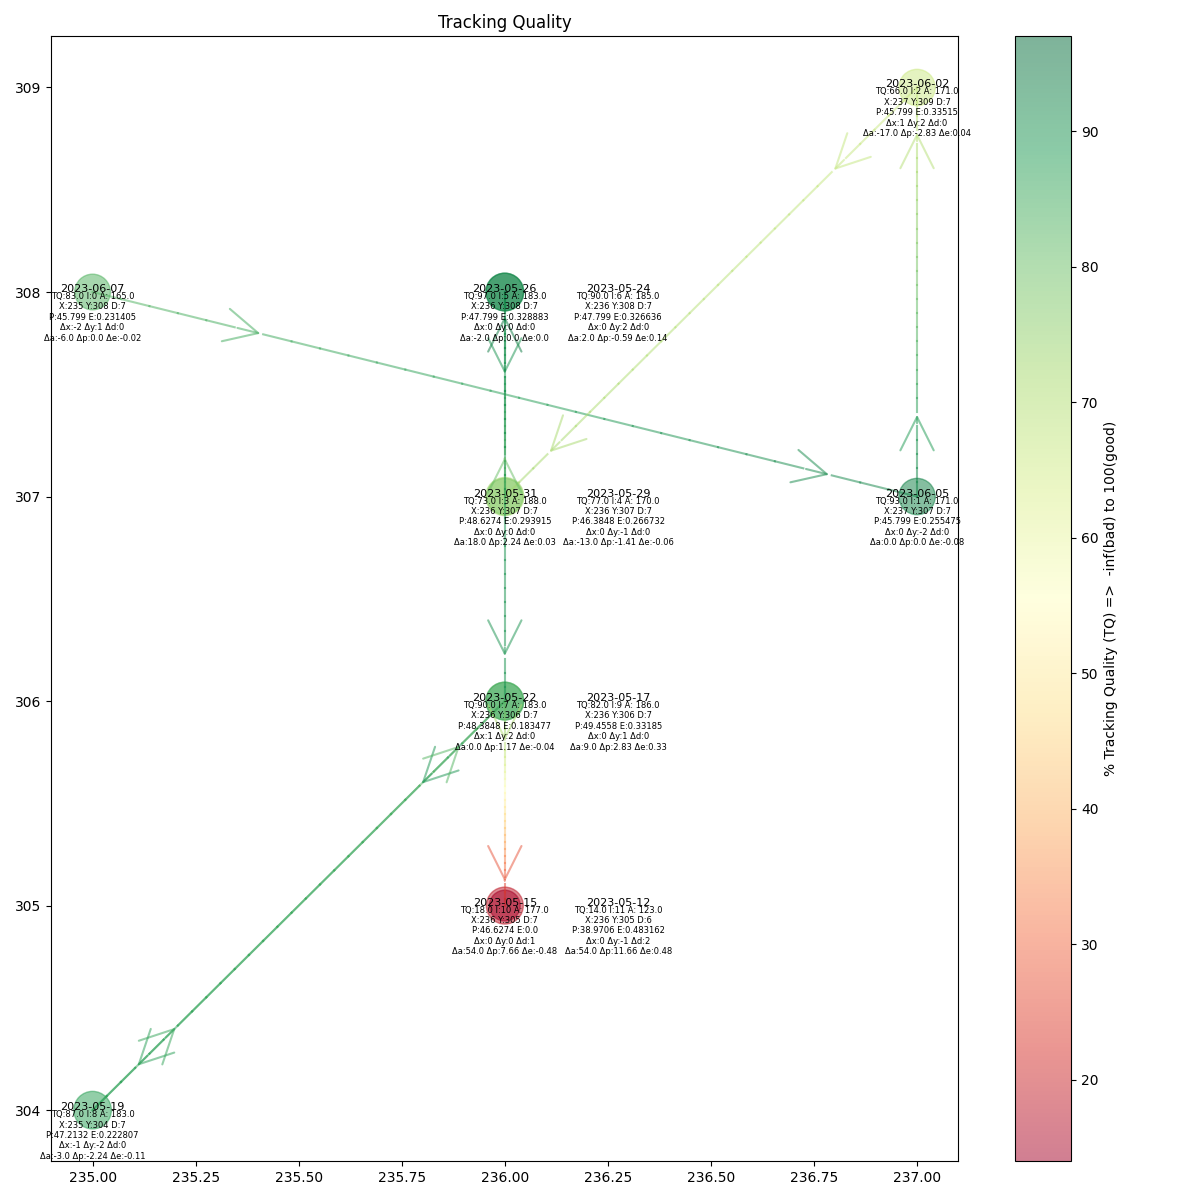 Tracking Quality
309
308
307
306
305
304
235.00
235.25
235.50
235.75
236.00
236.25
236.50
236.75
237.00
2023-06-02
TQ:66.0 I:2 A: 171.0
X:237 Y:309 D:7
P:45.799 E:0.33515
Δx:1 Δy:2 Δd:0
Δa:-17.0 Δp:-2.83 Δe:0.04
2023-06-07
TQ:83.0 I:0 A: 165.0
X:235 Y:308 D:7
P:45.799 E:0.231405
Δx:-2 Δy:1 Δd:0
Δa:-6.0 Δp:0.0 Δe:-0.02
2023-05-26
TQ:97.0 I:5 A: 183.0
X:236 Y:308 D:7
P:47.799 E:0.328883
Δx:0 Δy:0 Δd:0
Δa:-2.0 Δp:0.0 Δe:0.0
2023-05-24
TQ:90.0 I:6 A: 185.0
X:236 Y:308 D:7
P:47.799 E:0.326636
Δx:0 Δy:2 Δd:0
Δa:2.0 Δp:-0.59 Δe:0.14
2023-05-31
TQ:73.0 I:3 A: 188.0
X:236 Y:307 D:7
P:48.6274 E:0.293915
Δx:0 Δy:0 Δd:0
Δa:18.0 Δp:2.24 Δe:0.03
2023-05-29
TQ:77.0 I:4 A: 170.0
X:236 Y:307 D:7
P:46.3848 E:0.266732
Δx:0 Δy:-1 Δd:0
Δa:-13.0 Δp:-1.41 Δe:-0.06
2023-06-05
TQ:93.0 I:1 A: 171.0
X:237 Y:307 D:7
P:45.799 E:0.255475
Δx:0 Δy:-2 Δd:0
Δa:0.0 Δp:0.0 Δe:-0.08
2023-05-22
TQ:90.0 I:7 A: 183.0
X:236 Y:306 D:7
P:48.3848 E:0.183477
Δx:1 Δy:2 Δd:0
Δa:0.0 Δp:1.17 Δe:-0.04
2023-05-17
TQ:82.0 I:9 A: 186.0
X:236 Y:306 D:7
P:49.4558 E:0.33185
Δx:0 Δy:1 Δd:0
Δa:9.0 Δp:2.83 Δe:0.33
2023-05-15
TQ:18.0 I:10 A: 177.0
X:236 Y:305 D:7
P:46.6274 E:0.0
Δx:0 Δy:0 Δd:1
Δa:54.0 Δp:7.66 Δe:-0.48
2023-05-12
TQ:14.0 I:11 A: 123.0
X:236 Y:305 D:6
P:38.9706 E:0.483162
Δx:0 Δy:-1 Δd:2
Δa:54.0 Δp:11.66 Δe:0.48
2023-05-19
TQ:87.0 I:8 A: 183.0
X:235 Y:304 D:7
P:47.2132 E:0.222807
Δx:-1 Δy:-2 Δd:0
Δa:-3.0 Δp:-2.24 Δe:-0.11
90
80
70
60
50
40
30
20
% Tracking Quality (TQ) => -inf(bad) to 100(good)